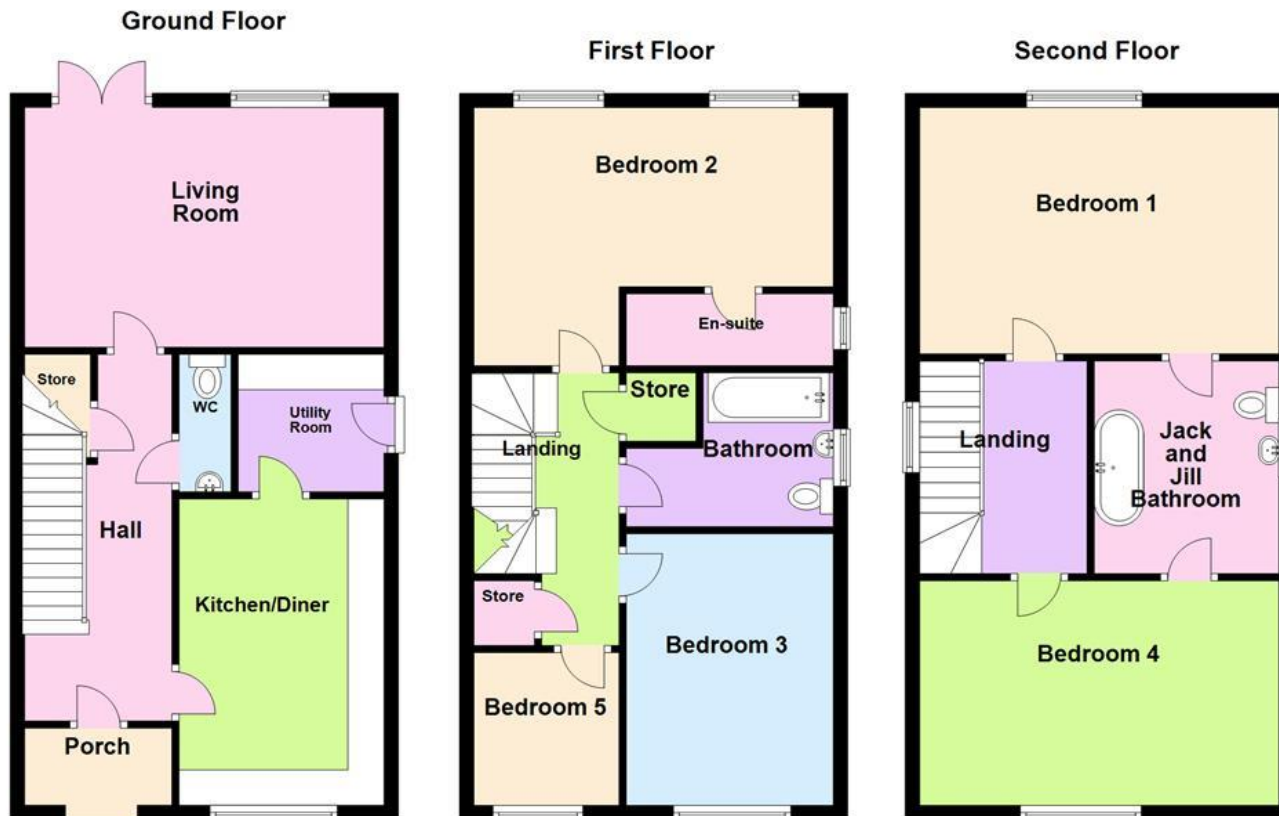 Ground Floor
Living
Room
Store
WC
Utility
Room
Hall
Kitchen/Diner
Porch
First Floor
Bedroom 2
En-suite
Store
Landing
Bathroom
Store
Bedroom 3
Bedroom 5
Second Floor
Bedroom 1
Landing
Jack
and
Jill
Bathroom
Bedroom 4